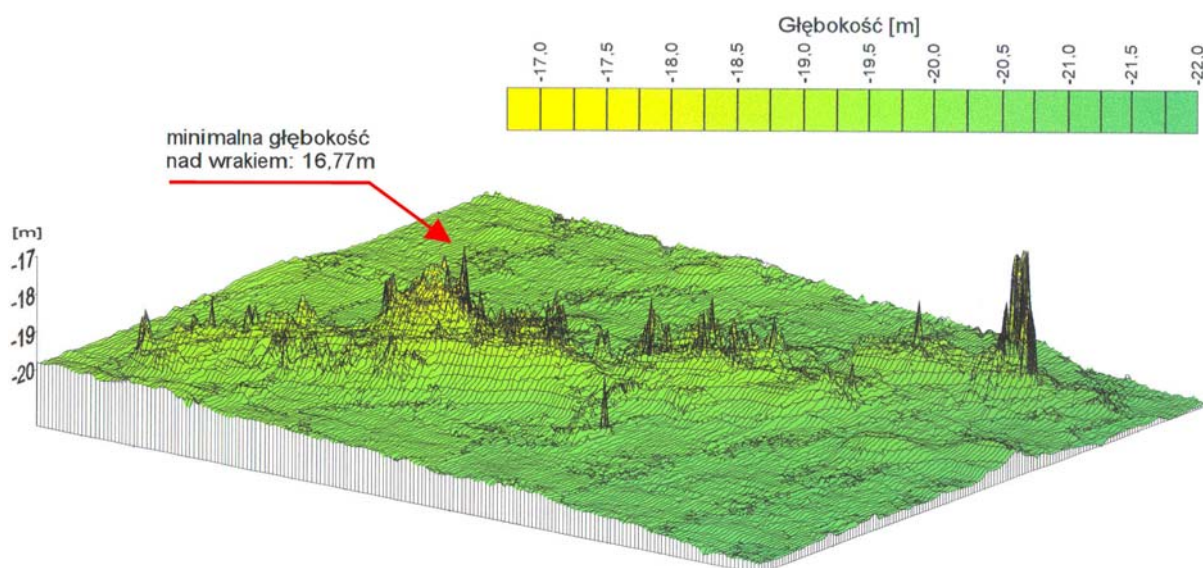 Głębokość [m]
-17.0 -17.5 -18.0 -18.5 -19.0 -19.5 -20.0 -20.5 -21.0 -21.5 -22.0
minimalna głębokość
nad wrakiem: 16,77m
[m]
-17
-18
-19
-20